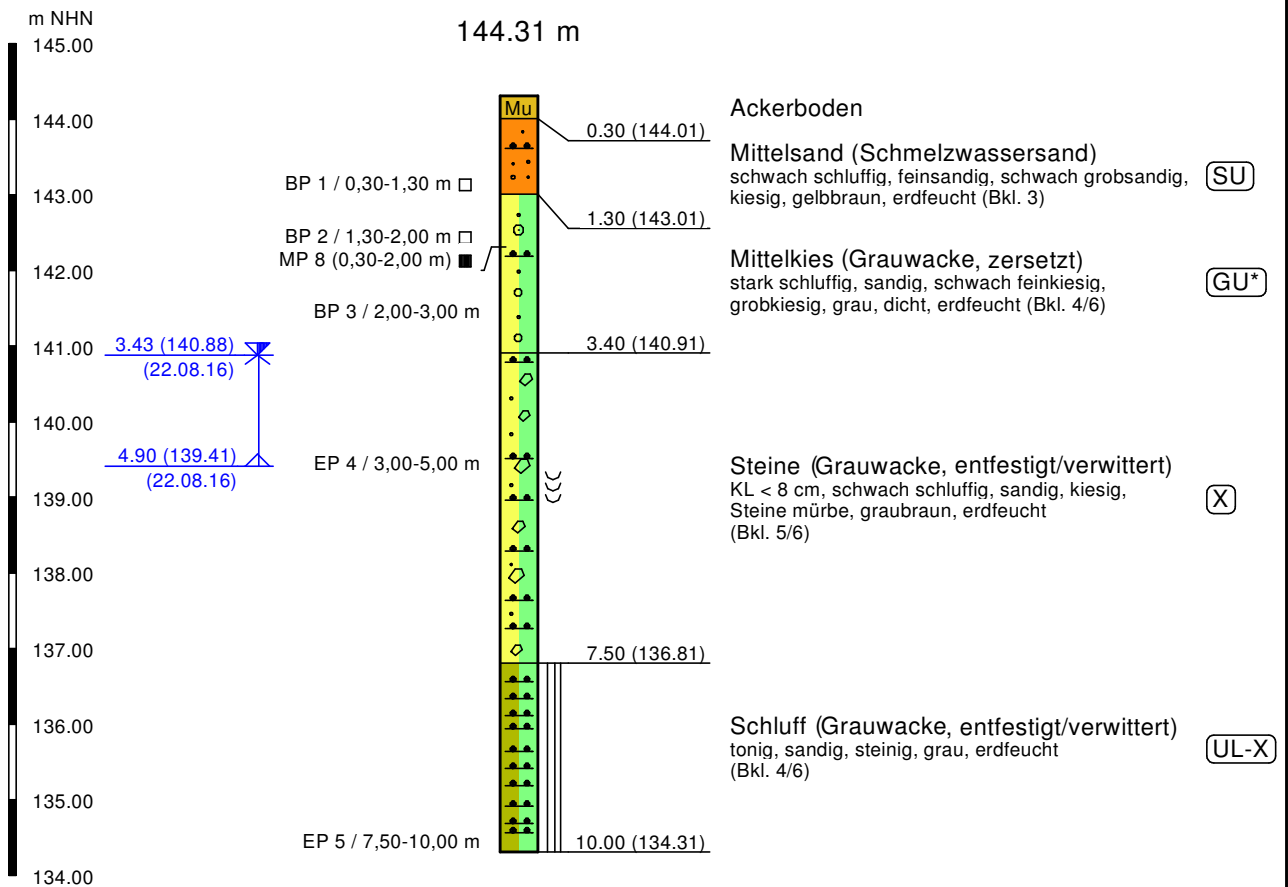 m NHN
144.31 m
145.00
Mu
Ackerboden
144.00
0.30 (144.01)
Mittelsand (Schmelzwassersand)
schwach schluffig, feinsandig, schwach grobsandig,
kiesig, gelbbraun, erdfeucht (Bkl. 3)
SU
BP 1 / 0,30-1,30 m
143.00
1.30 (143.01)
BP 2 / 1,30-2,00 m
MP 8 (0,30-2,00 m)
Mittelkies (Grauwacke, zersetzt)
stark schluffig, sandig, schwach feinkiesig,
grobkiesig, grau, dicht, erdfeucht (Bkl. 4/6)
GU*
142.00
BP 3 / 2,00-3,00 m
141.00
3.43 (140.88)
(22.08.16)
3.40 (140.91)
140.00
4.90 (139.41)
(22.08.16)
EP 4 / 3,00-5,00 m
Steine (Grauwacke, entfestigt/verwittert)
KL < 8 cm, schwach schluffig, sandig, kiesig,
Steine mürbe, graubraun, erdfeucht
(Bkl. 5/6)
X
139.00
138.00
137.00
7.50 (136.81)
136.00
Schluff (Grauwacke, entfestigt/verwittert)
tonig, sandig, steinig, grau, erdfeucht
(Bkl. 4/6)
UL-X
135.00
EP 5 / 7,50-10,00 m
10.00 (134.31)
134.00